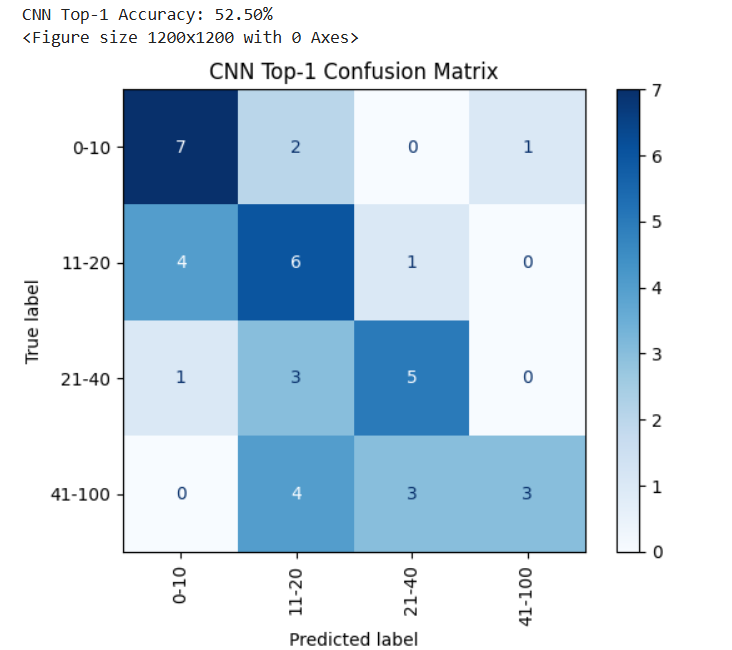 CNN Top-1 Accuracy: 52.50%
<Figure size 1200x1200 with 0 Axes>
CNN Top-1 Confusion Matrix
0-10 7 2 0 1
11-20 4 6 1 0
21-40 1 3 5 0
41-100 0 4 3 3
0-10 11-20 21-40 41-100
Predicted label
True label
7
6
5
4
3
2
1
0